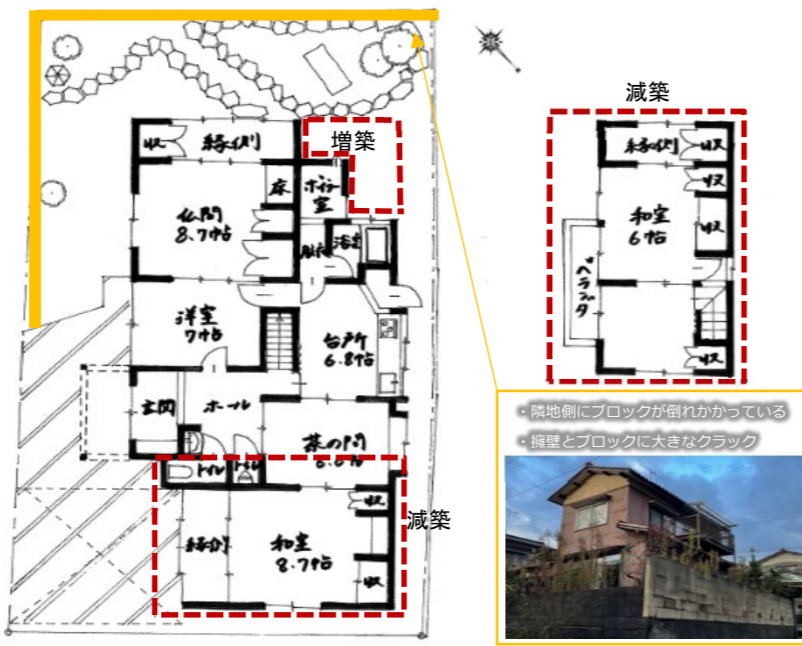 増築
減築
収
縁側
床
ボイラー室
仏間
8.7帖
脱衣
浴室
洋室
7帖
台所
6.8帖
玄関
ホール
茶の間
トイレ
トイレ
収
縁側
和室
8.7帖
収
減築
縁側
収
収
和室
6帖
収
ベランダ
収
・隣地側にブロックが倒れかかっている
・擁壁とブロックに大きなクラック